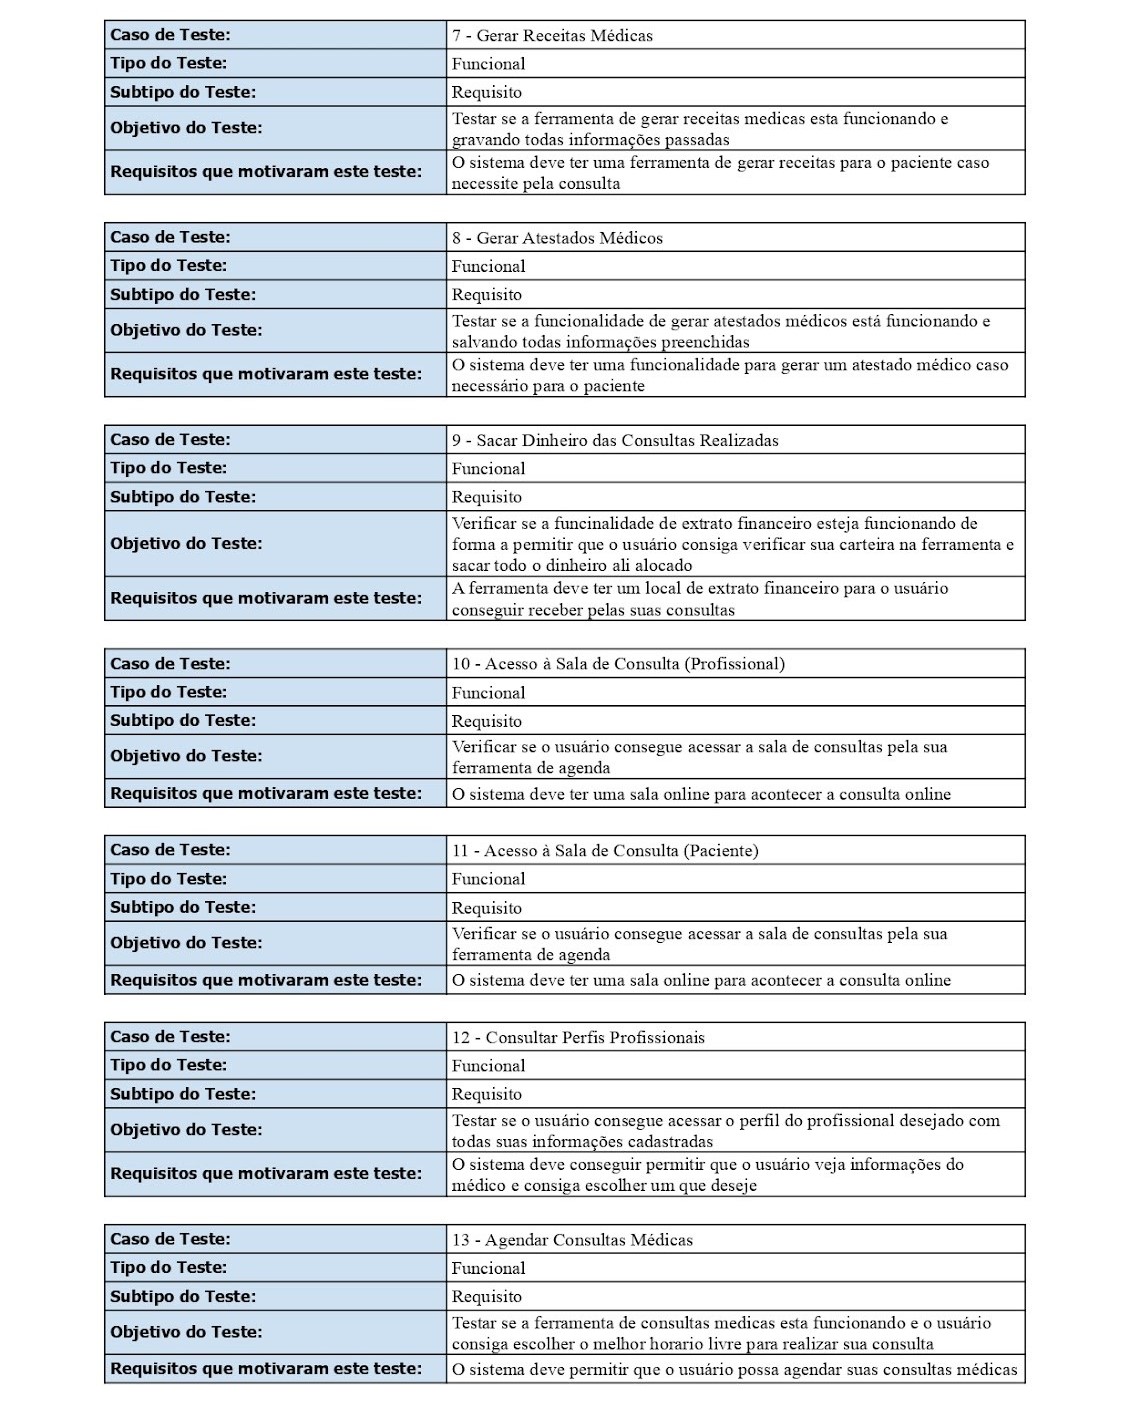 Caso de Teste: 7 - Gerar Receitas Médicas
Tipo do Teste: Funcional
Subtipo do Teste: Requisito
Objetivo do Teste: Testar se a ferramenta de gerar receitas medicas esta funcionando e
gravando todas informações passadas
Requisitos que motivaram este teste: O sistema deve ter uma ferramenta de gerar receitas para o paciente caso
necessite pela consulta
Caso de Teste: 8 - Gerar Atestados Médicos
Tipo do Teste: Funcional
Subtipo do Teste: Requisito
Objetivo do Teste: Testar se a funcionalidade de gerar atestados médicos está funcionando e
salvando todas informações preenchidas
Requisitos que motivaram este teste: O sistema deve ter uma funcionalidade para gerar um atestado médico caso
necessário para o paciente
Caso de Teste: 9 - Sacar Dinheiro das Consultas Realizadas
Tipo do Teste: Funcional
Subtipo do Teste: Requisito
Objetivo do Teste: Verificar se a funcinalidade de extrato financeiro esteja funcionando de
forma a permitir que o usuário consiga verificar sua carteira na ferramenta e
sacar todo o dinheiro ali alocado
Requisitos que motivaram este teste: A ferramenta deve ter um local de extrato financeiro para o usuário
conseguir receber pelas suas consultas
Caso de Teste: 10 - Acesso à Sala de Consulta (Profissional)
Tipo do Teste: Funcional
Subtipo do Teste: Requisito
Objetivo do Teste: Verificar se o usuário consegue acessar a sala de consultas pela sua
ferramenta de agenda
Requisitos que motivaram este teste: O sistema deve ter uma sala online para acontecer a consulta online
Caso de Teste: 11 - Acesso à Sala de Consulta (Paciente)
Tipo do Teste: Funcional
Subtipo do Teste: Requisito
Objetivo do Teste: Verificar se o usuário consegue acessar a sala de consultas pela sua
ferramenta de agenda
Requisitos que motivaram este teste: O sistema deve ter uma sala online para acontecer a consulta online
Caso de Teste: 12 - Consultar Perfis Profissionais
Tipo do Teste: Funcional
Subtipo do Teste: Requisito
Objetivo do Teste: Testar se o usuário consegue acessar o perfil do profissional desejado com
todas suas informações cadastradas
Requisitos que motivaram este teste: O sistema deve conseguir permitir que o usuário veja informações do
médico e consiga escolher um que deseje
Caso de Teste: 13 - Agendar Consultas Médicas
Tipo do Teste: Funcional
Subtipo do Teste: Requisito
Objetivo do Teste: Testar se a ferramenta de consultas medicas esta funcionando e o usuário
consiga escolher o melhor horario livre para realizar sua consulta
Requisitos que motivaram este teste: O sistema deve permitir que o usuário possa agendar suas consultas médicas